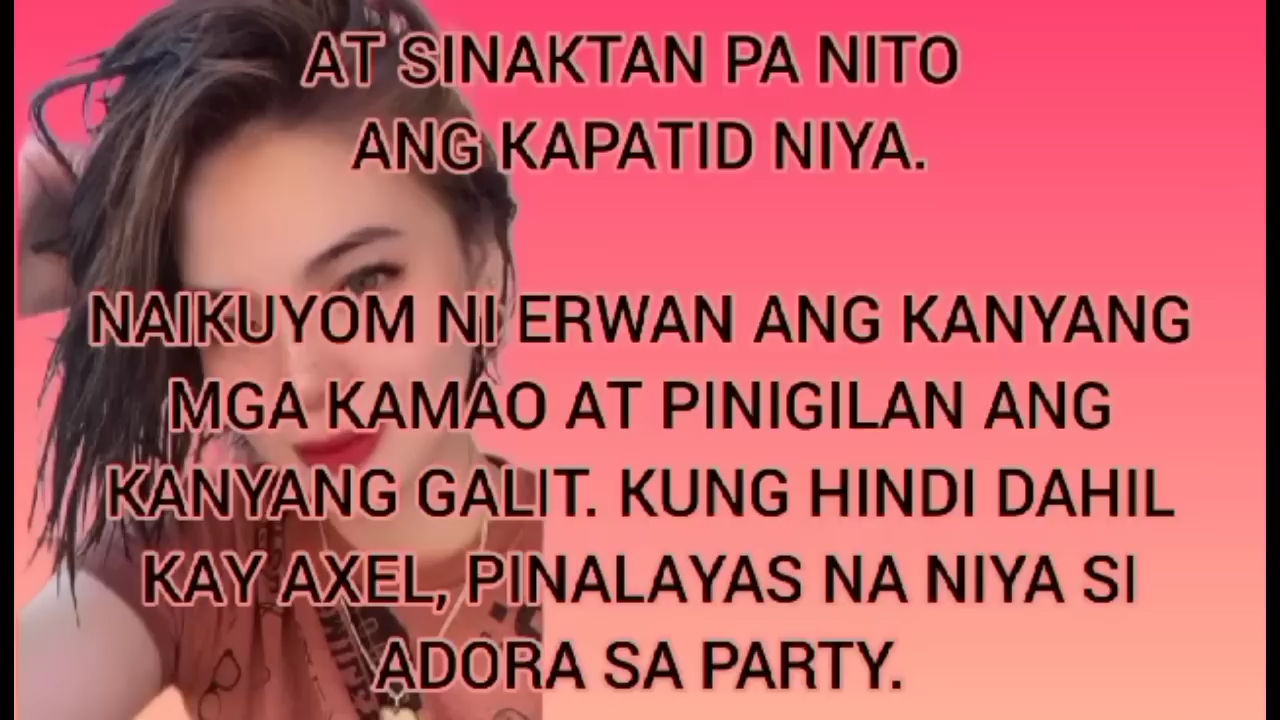 AT SINAKTAN PA NITO
ANG KAPATID NIYA.
NAIKUYOM NI ERWAN ANG KANYANG
MGA KAMAO AT PINIGILAN ANG
KANYANG GALIT. KUNG HINDI DAHIL
KAY AXEL, PINALAYAS NA NIYA SI
ADORA SA PARTY.